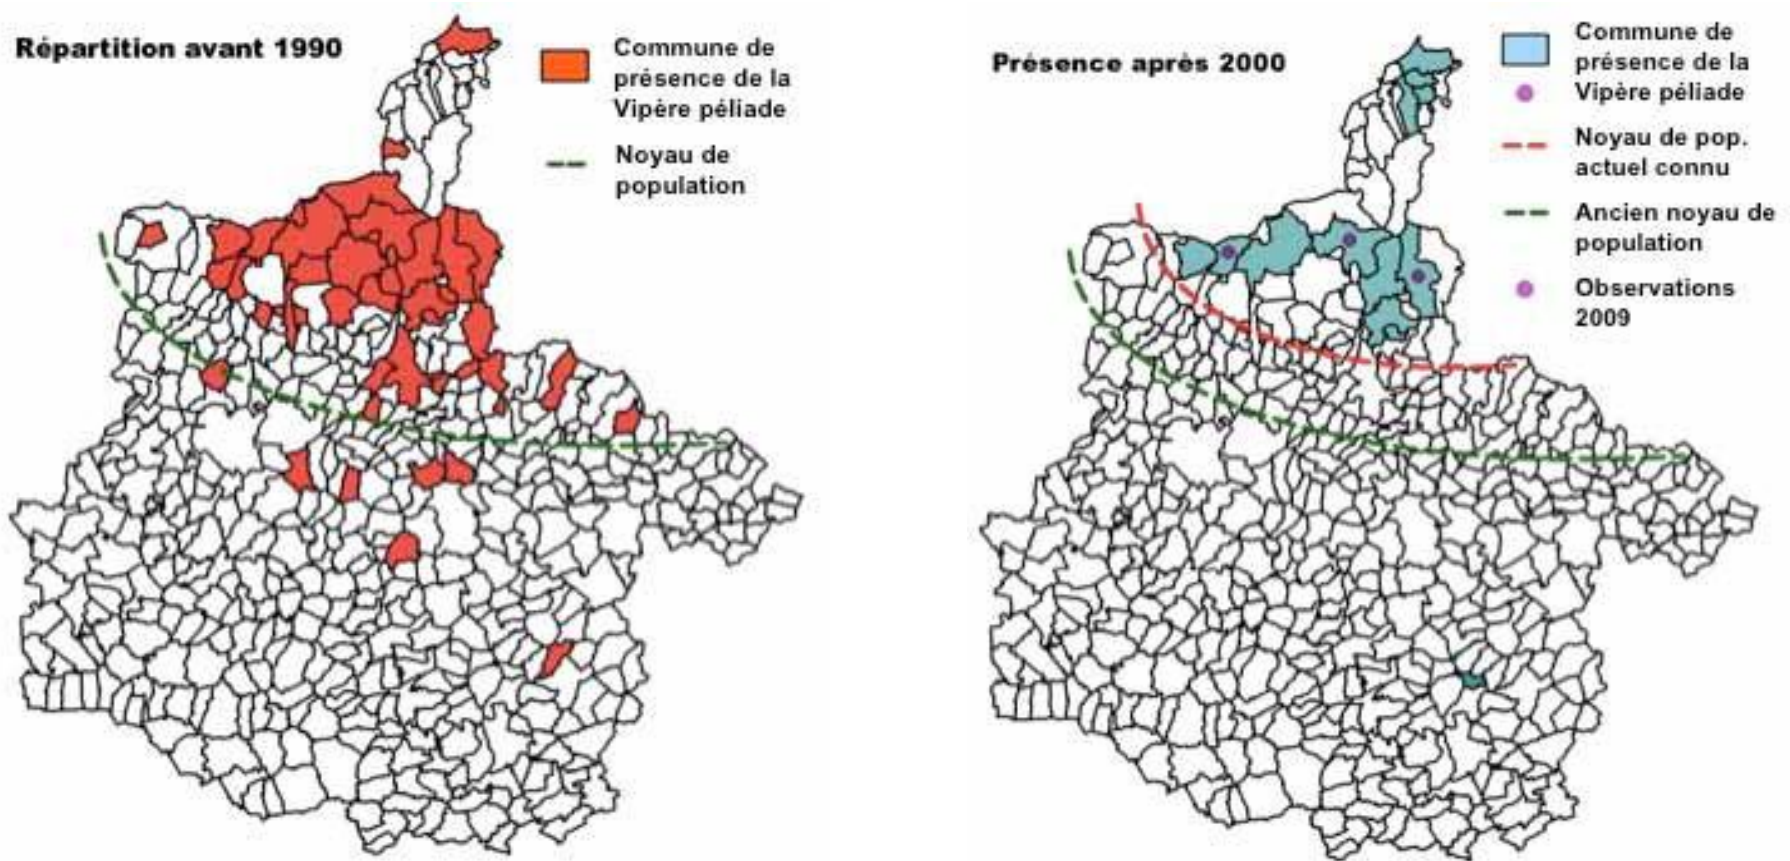 Répartition avant 1990
Commune de
présence de la
Vipère péliade
Noyau de
population
Présence après 2000
Commune de
présence de la
Vipère péliade
Noyau de pop.
actuel connu
Ancien noyau de
population
Observations
2009